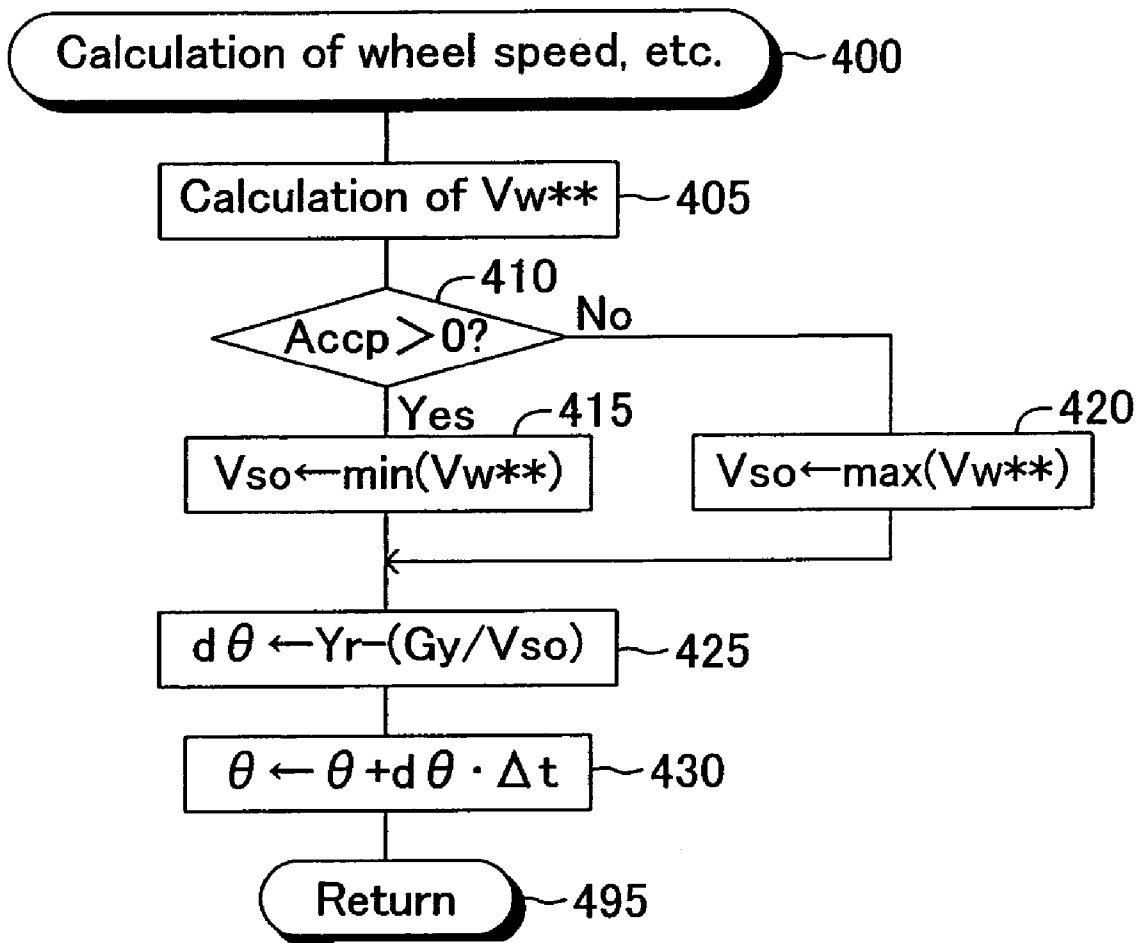 Calculation of wheel speed, etc.
400
Calculation of Vw**
405
410
Accp>0?
No
Yes
415
420
Vso←min(Vw**)
Vso←max(Vw**)
dθ←Yr-(Gy/Vso)
425
θ←θ+dθ·Δt
430
Return
495